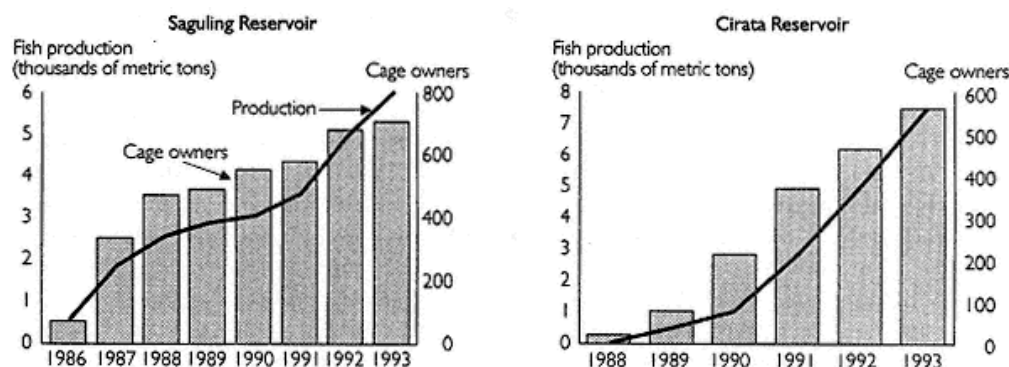 Saguling Reservoir
Fish production
(thousands of metric tons)
Cage owners
6
5
4
3
2
1
0
800
600
400
200
0
Production
Cage owners
1986 1987 1988 1989 1990 1991 1992 1993
Cirata Reservoir
Fish production
(thousands of metric tons)
Cage owners
8
7
6
5
4
3
2
1
0
600
500
400
300
200
100
0
1988 1989 1990 1991 1992 1993